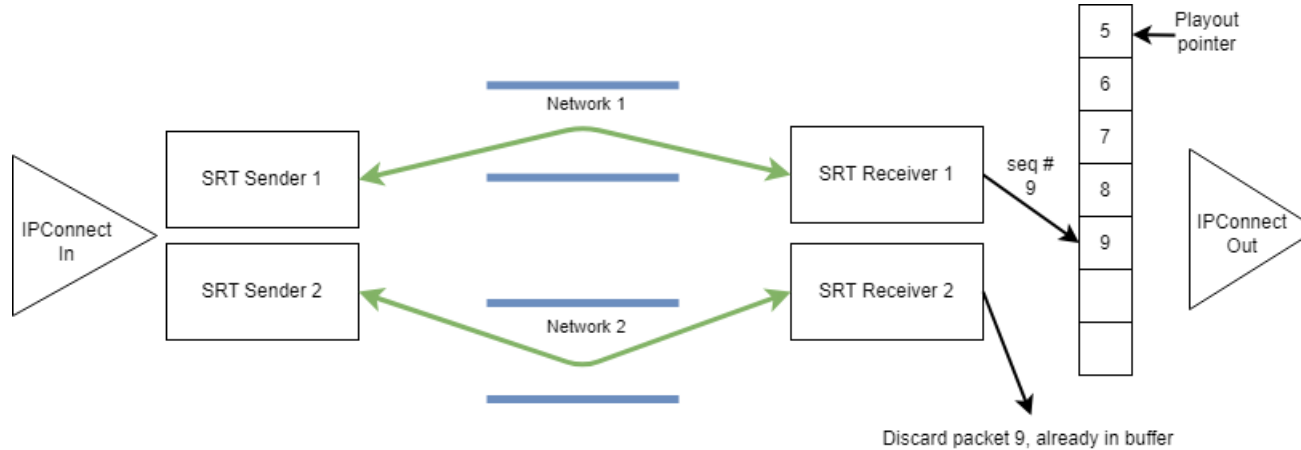 IPConnect
In
SRT Sender 1
SRT Sender 2
Network 1
Network 2
SRT Receiver 1
SRT Receiver 2
seq #
9
5
6
7
8
9
Playout
pointer
IPConnect
Out
Discard packet 9, already in buffer